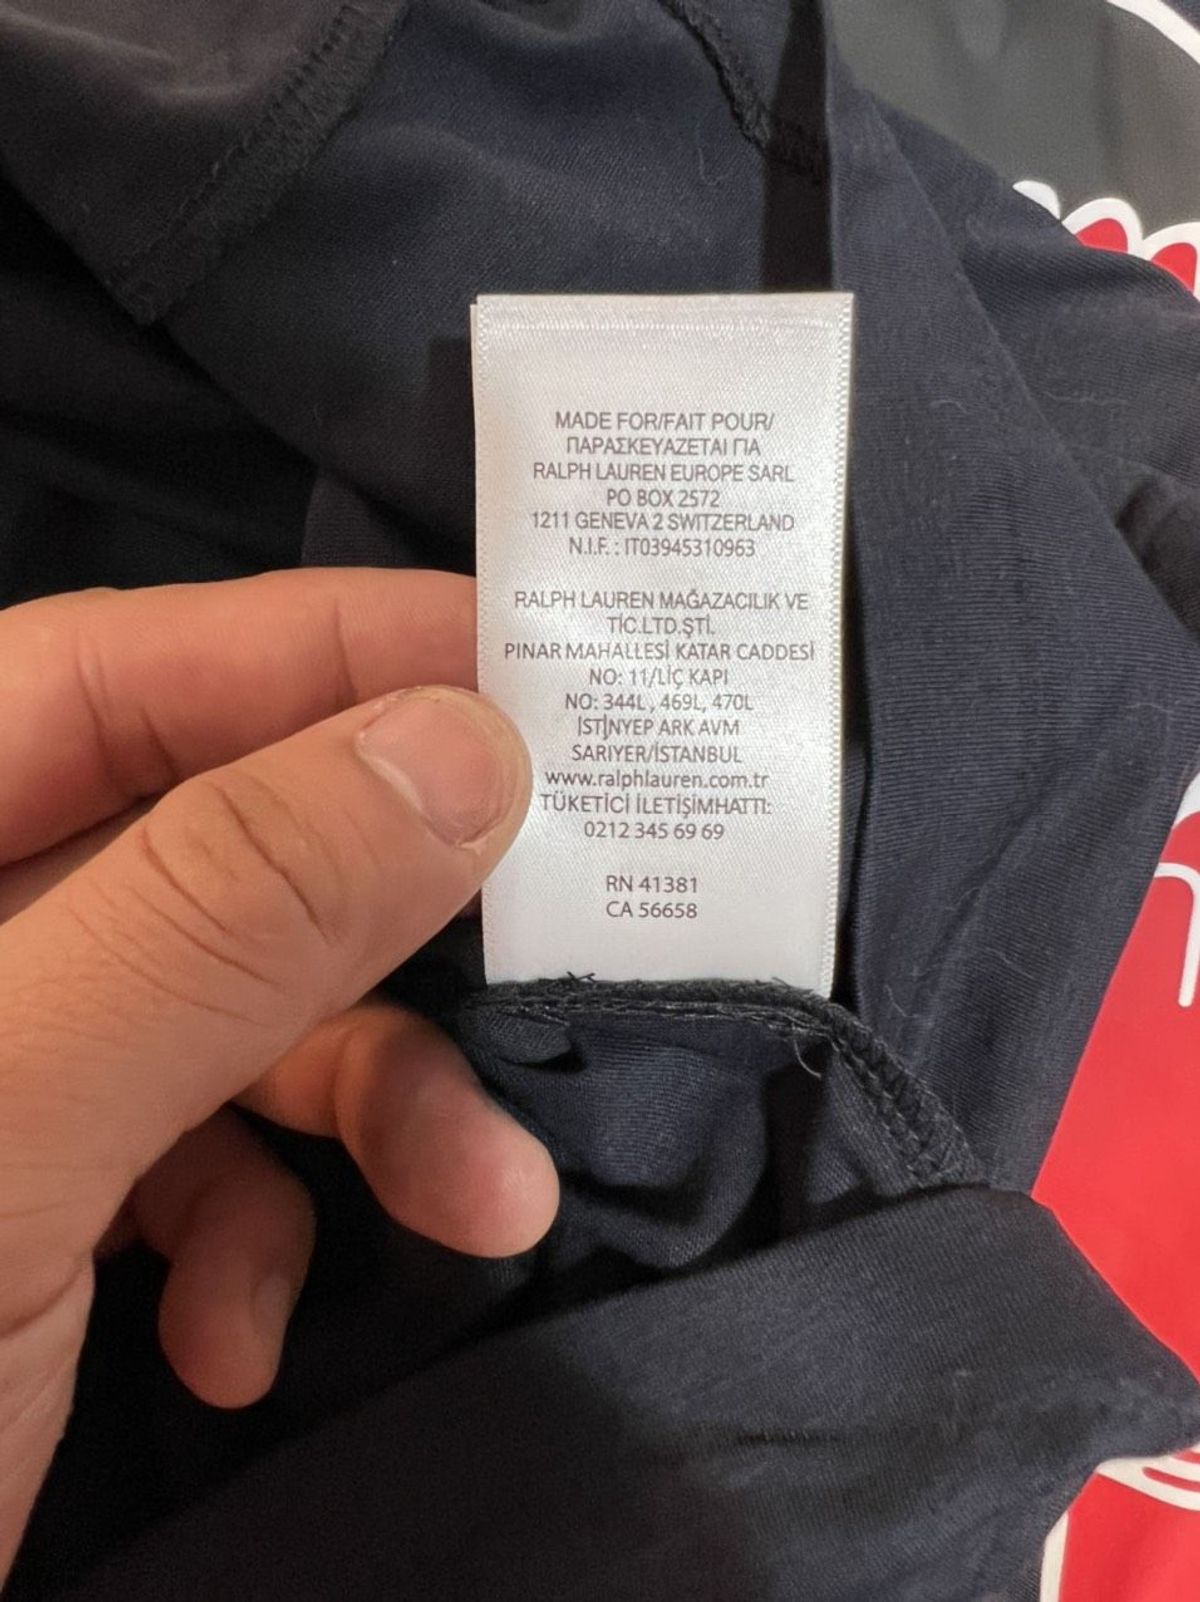 MADE FOR/FAIT POUR/
ΠΑΡΑΣΚΕΥΑΖΕΤΑΙ ΓΙΑ
RALPH LAUREN EUROPE SARL
PO BOX 2572
1211 GENEVA 2 SWITZERLAND
N.I.F. : IT03945310963
RALPH LAUREN MAĞAZACILIK VE
TİC.LTD.ŞTİ.
PINAR MAHALLESİ KATAR CADDESİ
NO: 11/LİÇ KAPI
NO: 344L , 469L, 470L
İSTİNYEP ARK AVM
SARIYER/İSTANBUL
www.ralphlauren.com.tr
TÜKETİCİ İLETİŞİMHATTI:
0212 345 69 69
RN 41381
CA 56658